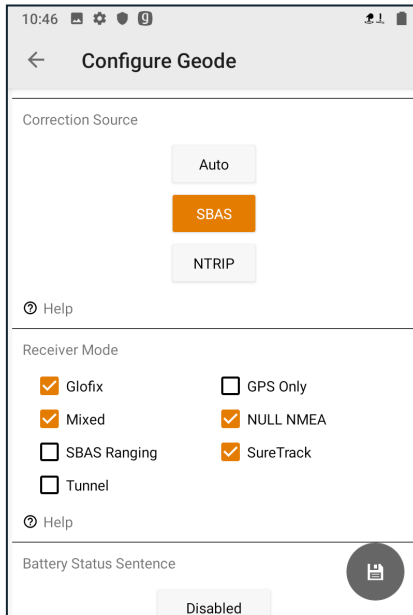 10:46
Configure Geode
Correction Source
Auto
SBAS
NTRIP
? Help
Receiver Mode
Glofix
GPS Only
Mixed
NULL NMEA
SBAS Ranging
SureTrack
Tunnel
? Help
Battery Status Sentence
Disabled